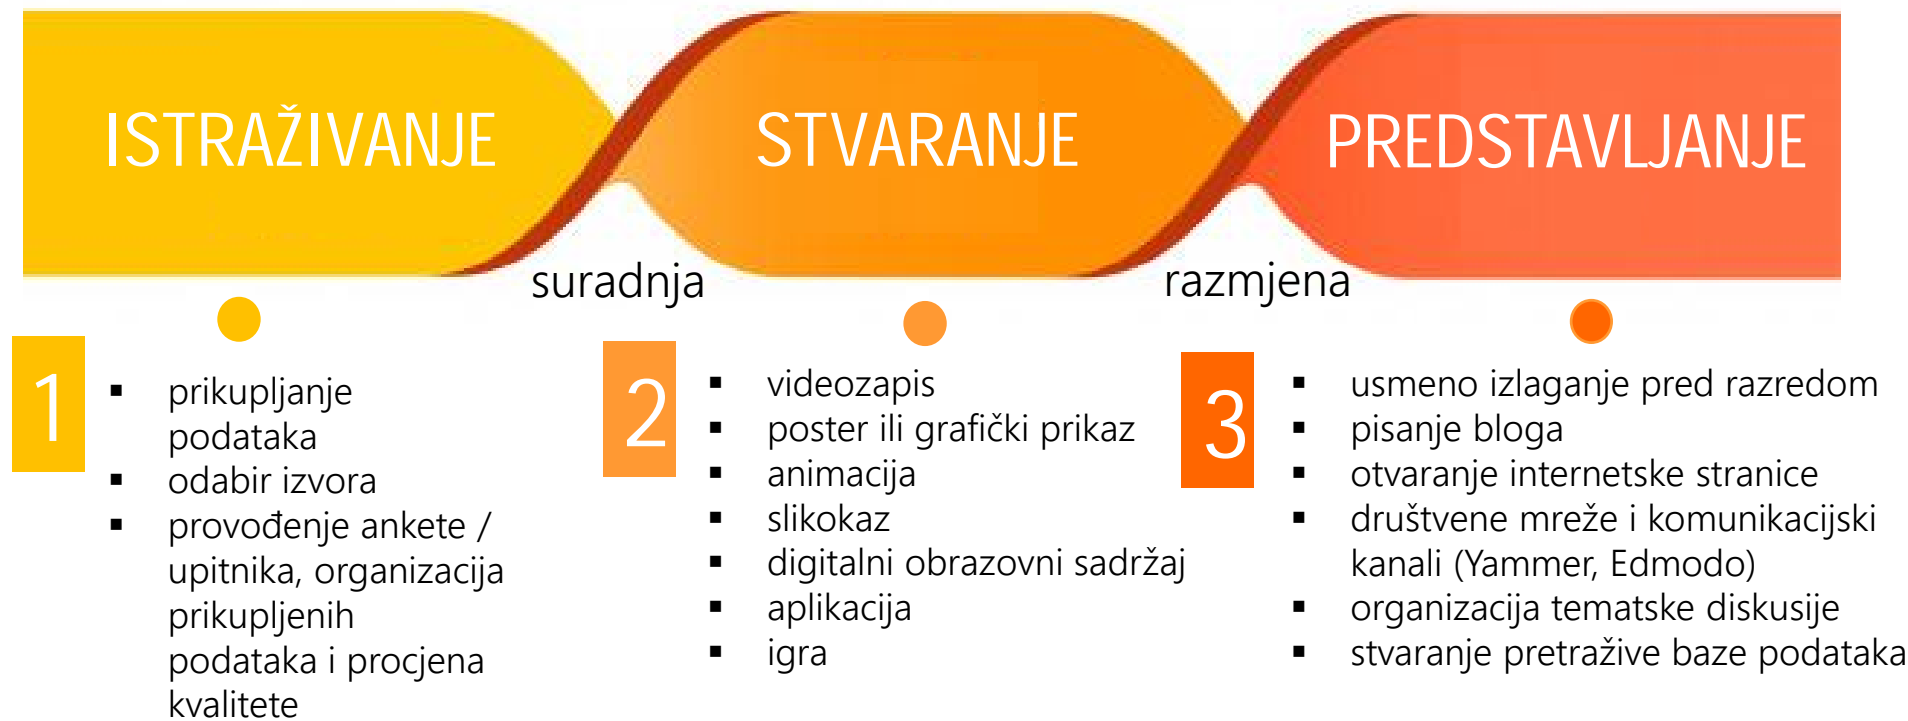 ISTRAŽIVANJE
STVARANJE
PREDSTAVLJANJE
suradnja
razmjena
1
▪ prikupljanje
podataka
▪ odabir izvora
▪ provođenje ankete /
upitnika, organizacija
prikupljenih
podataka i procjena
kvalitete
2
▪ videozapis
▪ poster ili grafički prikaz
▪ animacija
▪ slikokaz
▪ digitalni obrazovni sadržaj
▪ aplikacija
▪ igra
3
▪ usmeno izlaganje pred razredom
▪ pisanje bloga
▪ otvaranje internetske stranice
▪ društvene mreže i komunikacijski
kanali (Yammer, Edmodo)
▪ organizacija tematske diskusije
▪ stvaranje pretražive baze podataka